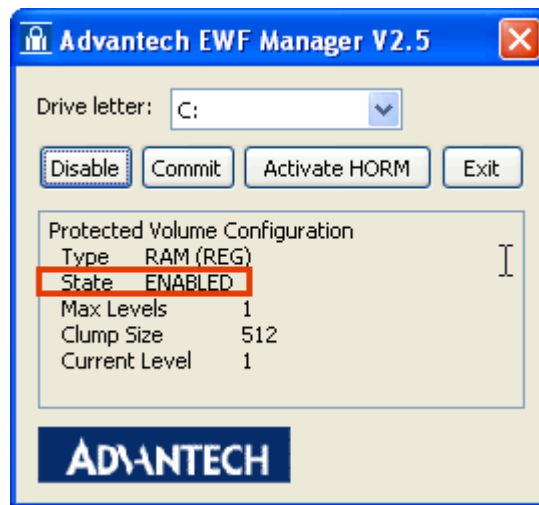 Advantech EWF Manager V2.5
Drive letter: C:
Disable Commit Activate HORM Exit
Protected Volume Configuration
Type RAM (REG)
State ENABLED
Max Levels 1
Clump Size 512
Current Level 1
ADVANTECH